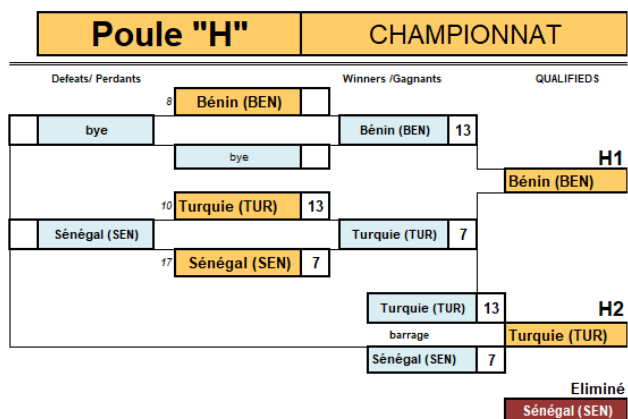 Poule "H" CHAMPIONNAT
Defeats/ Perdants Winners /Gagnants QUALIFIEDS
8 Bénin (BEN)
bye Bénin (BEN) 13
bye H1
Bénin (BEN)
10 Turquie (TUR) 13
Sénégal (SEN) Turquie (TUR) 7
17 Sénégal (SEN) 7
Turquie (TUR) 13 H2
barrage Turquie (TUR)
Sénégal (SEN) 7
Eliminé
Sénégal (SEN)